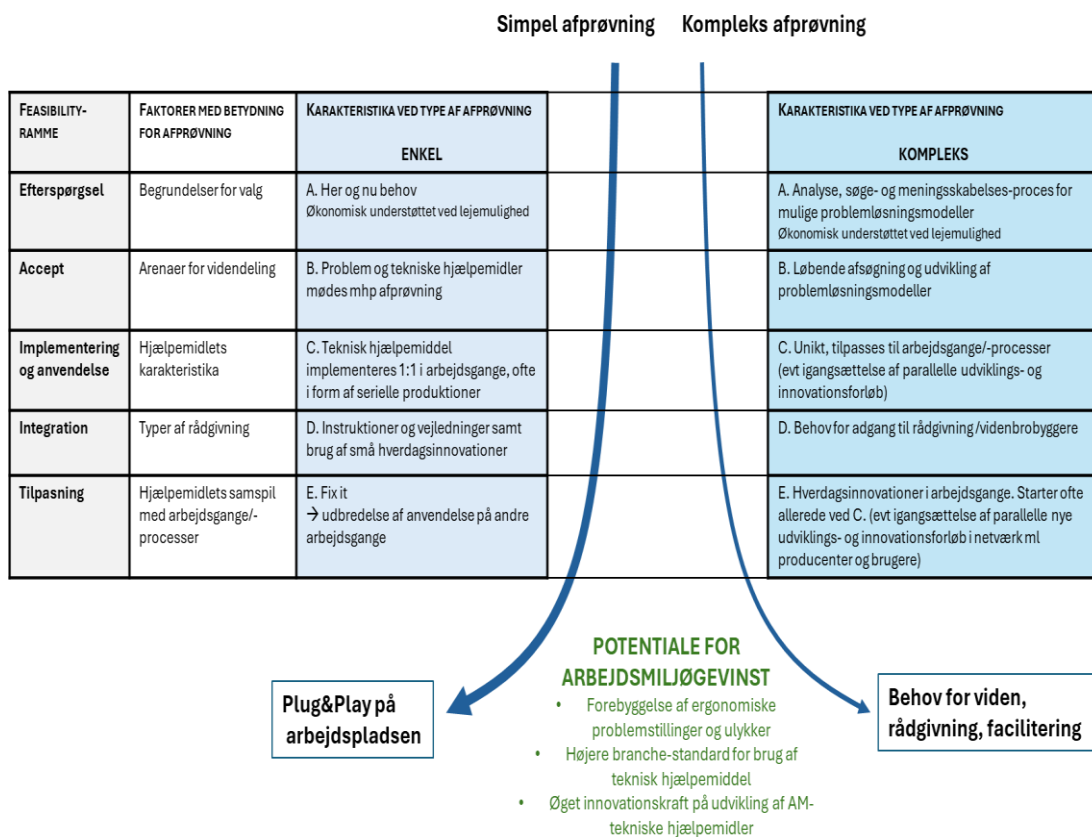 Simpel afprøvning
Kompleks afprøvning
FEASIBILITY-
RAMME
FAKTORER MED BETYDNING
FOR AFPRØVNING
KARAKTERISTIKA VED TYPE AF AFPRØVNING
ENKEL
KARAKTERISTIKA VED TYPE AF AFPRØVNING
KOMPLEKS
Efterspørgsel
Begrundelser for valg
A. Her og nu behov
Økonomisk understøttet ved lejemulighed
A. Analyse, søge- og meningsskabelses-proces for
mulige problemløsningsmodeller
Økonomisk understøttet ved lejemulighed
Accept
Arenaer for videndeling
B. Problem og tekniske hjælpemidler
mødes mhp afprøvning
B. Løbende afsøgning og udvikling af
problemløsningsmodeller
Implementering
og anvendelse
Hjælpemidlets
karakteristika
C. Teknisk hjælpemiddel
implementeres 1:1 i arbejdsgange, ofte
i form af serielle produktioner
C. Unikt, tilpasses til arbejdsgange/-processer
(evt igangsættelse af parallelle udviklings- og
innovationsforløb)
Integration
Typer af rådgivning
D. Instruktioner og vejledninger samt
brug af små hverdagsinnovationer
D. Behov for adgang til rådgivning/videnbrobyggere
Tilpasning
Hjælpemidlets samspil
med arbejdsgange/-
processer
E. Fix it
→ udbredelse af anvendelse på andre
arbejdsgange
E. Hverdagsinnovationer i arbejdsgange. Starter ofte
allerede ved C. (evt igangsættelse af parallelle nye
udviklings- og innovationsforløb i netværk ml
producenter og brugere)
Plug&Play på
arbejdspladsen
POTENTIALE FOR
ARBEJDSMILJØGEVINST
• Forebyggelse af ergonomiske
problemstillinger og ulykker
• Højere branche-standard for brug af
teknisk hjælpemiddel
• Øget innovationskraft på udvikling af AM-
tekniske hjælpemidler
Behov for viden,
rådgivning, facilitering